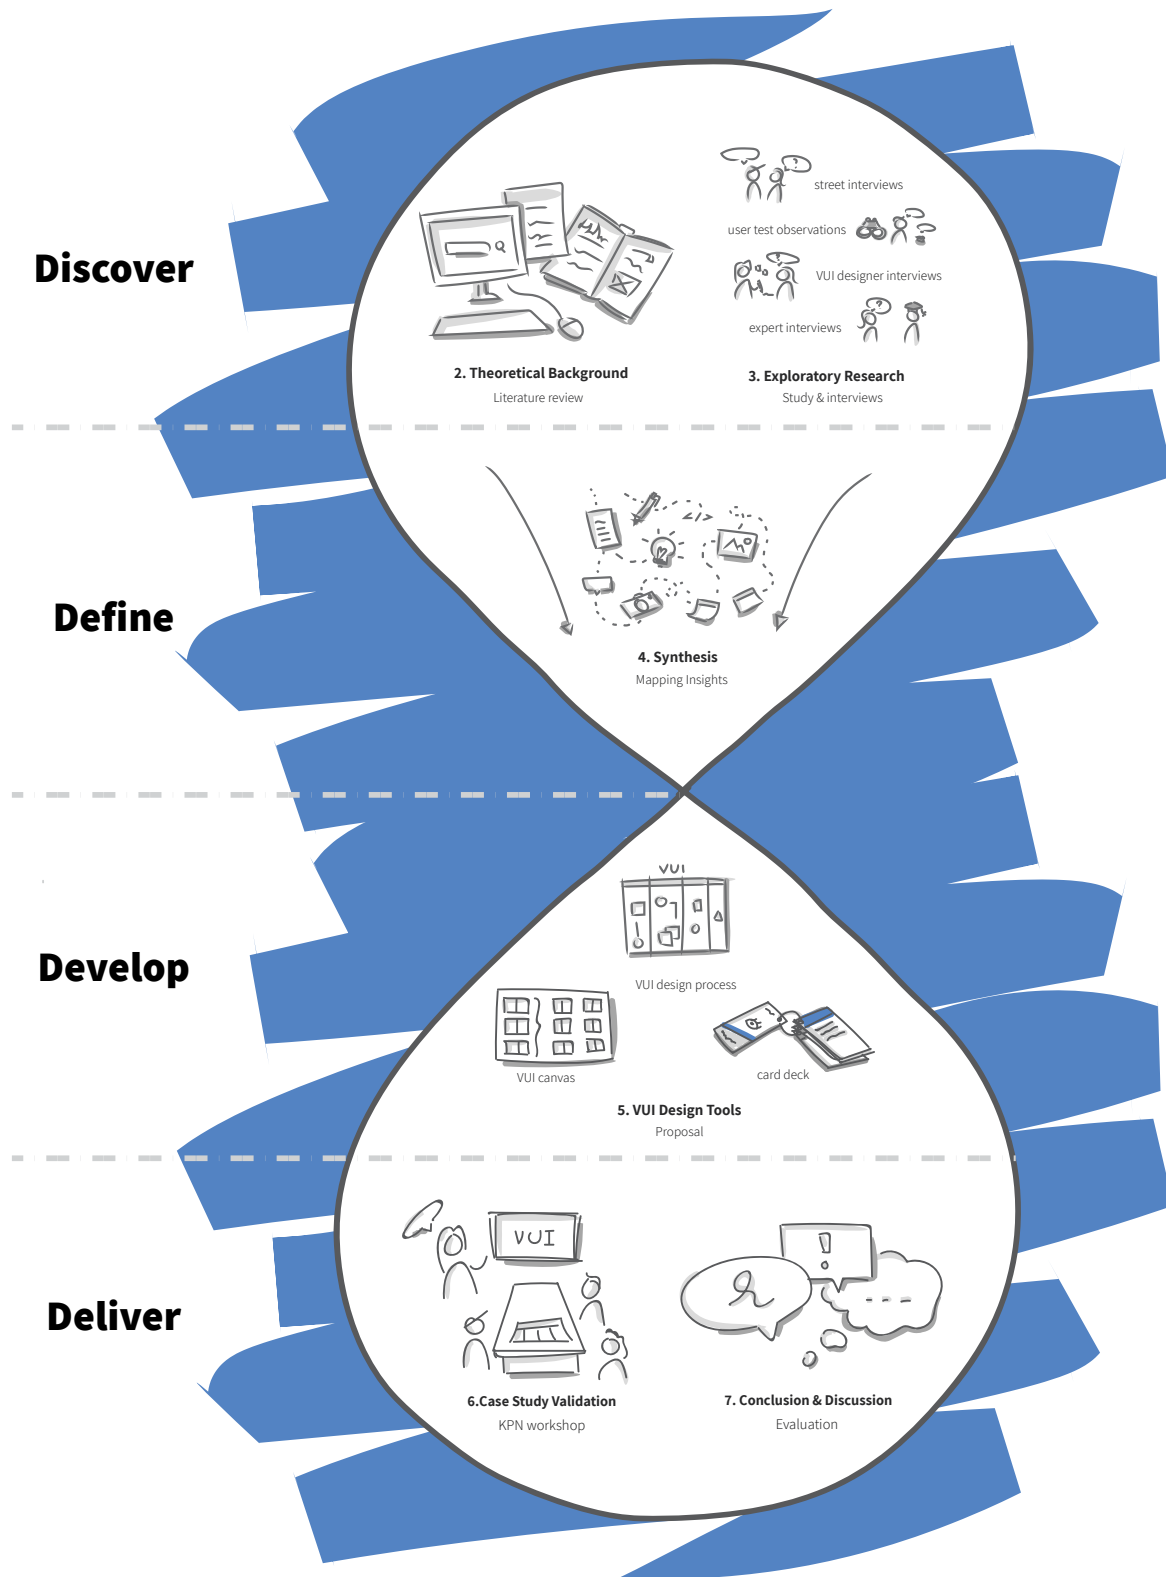 Discover
street interviews
user test observations
VUI designer interviews
expert interviews
2. Theoretical Background
Literature review
3. Exploratory Research
Study & interviews
Define
</>
4. Synthesis
Mapping Insights
Develop
VUI
VUI design process
VUI canvas
card deck
5. VUI Design Tools
Proposal
Deliver
VUI
!
6.Case Study Validation
KPN workshop
7. Conclusion & Discussion
Evaluation